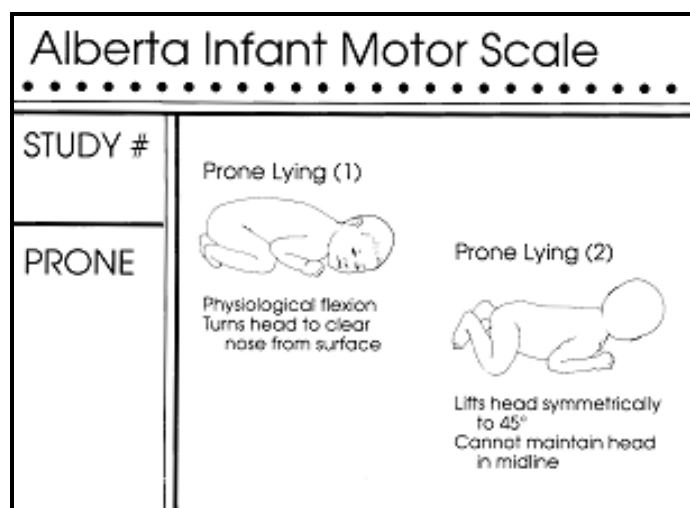 Alberta Infant Motor Scale
STUDY #
PRONE
Prone Lying (1)
Physiological flexion
Turns head to clear
nose from surface
Prone Lying (2)
Lifts head symmetrically
to 45°
Cannot maintain head
in midline